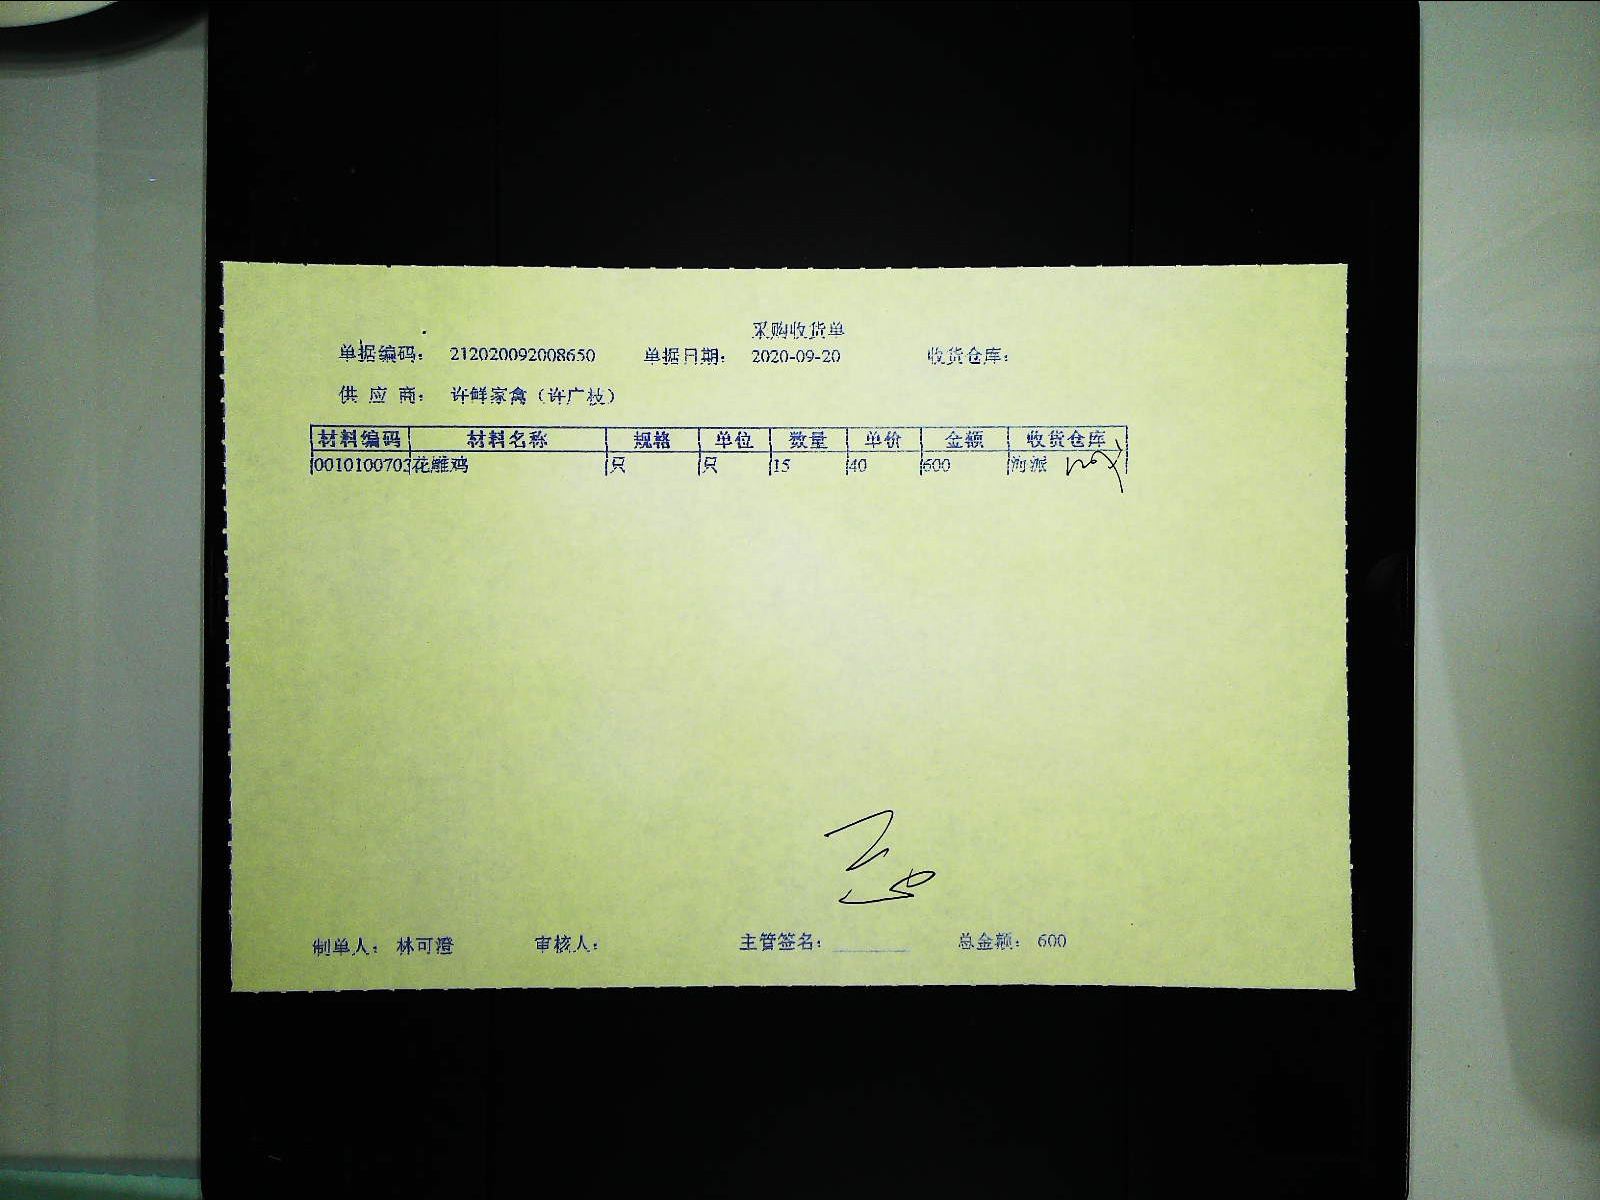 采购收货单
单据编码： 212020092008650 单据日期： 2020-09-20 收货仓库：
供 应 商： 许鲜家禽（许广枝）
材料编码 材料名称 规格 单位 数量 单价 金额 收货仓库
花雕鸡 只 只 15 40 600 海派
制单人： 林可澄 审核人： 主管签名： 总金额： 600